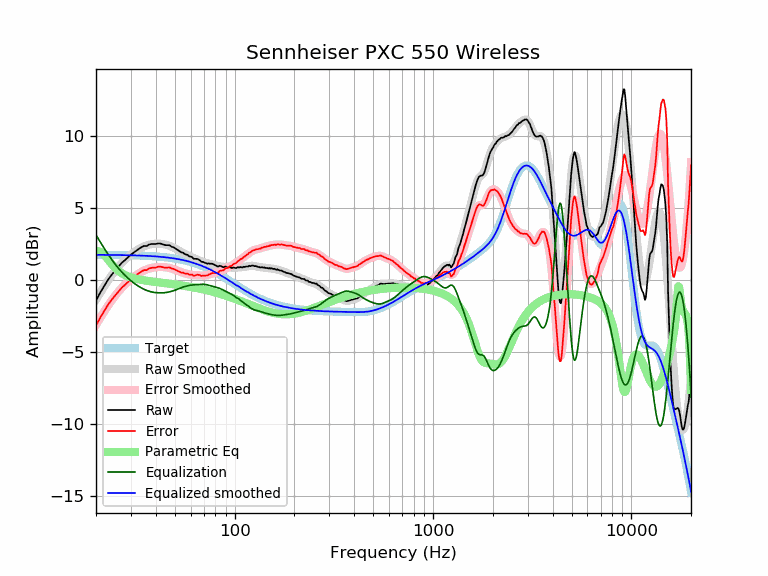 Sennheiser PXC 550 Wireless
Amplitude (dBr)
10
5
0
−5
−10
−15
Target
Raw Smoothed
Error Smoothed
Raw
Error
Parametric Eq
Equalization
Equalized smoothed
100
1000
10000
Frequency (Hz)